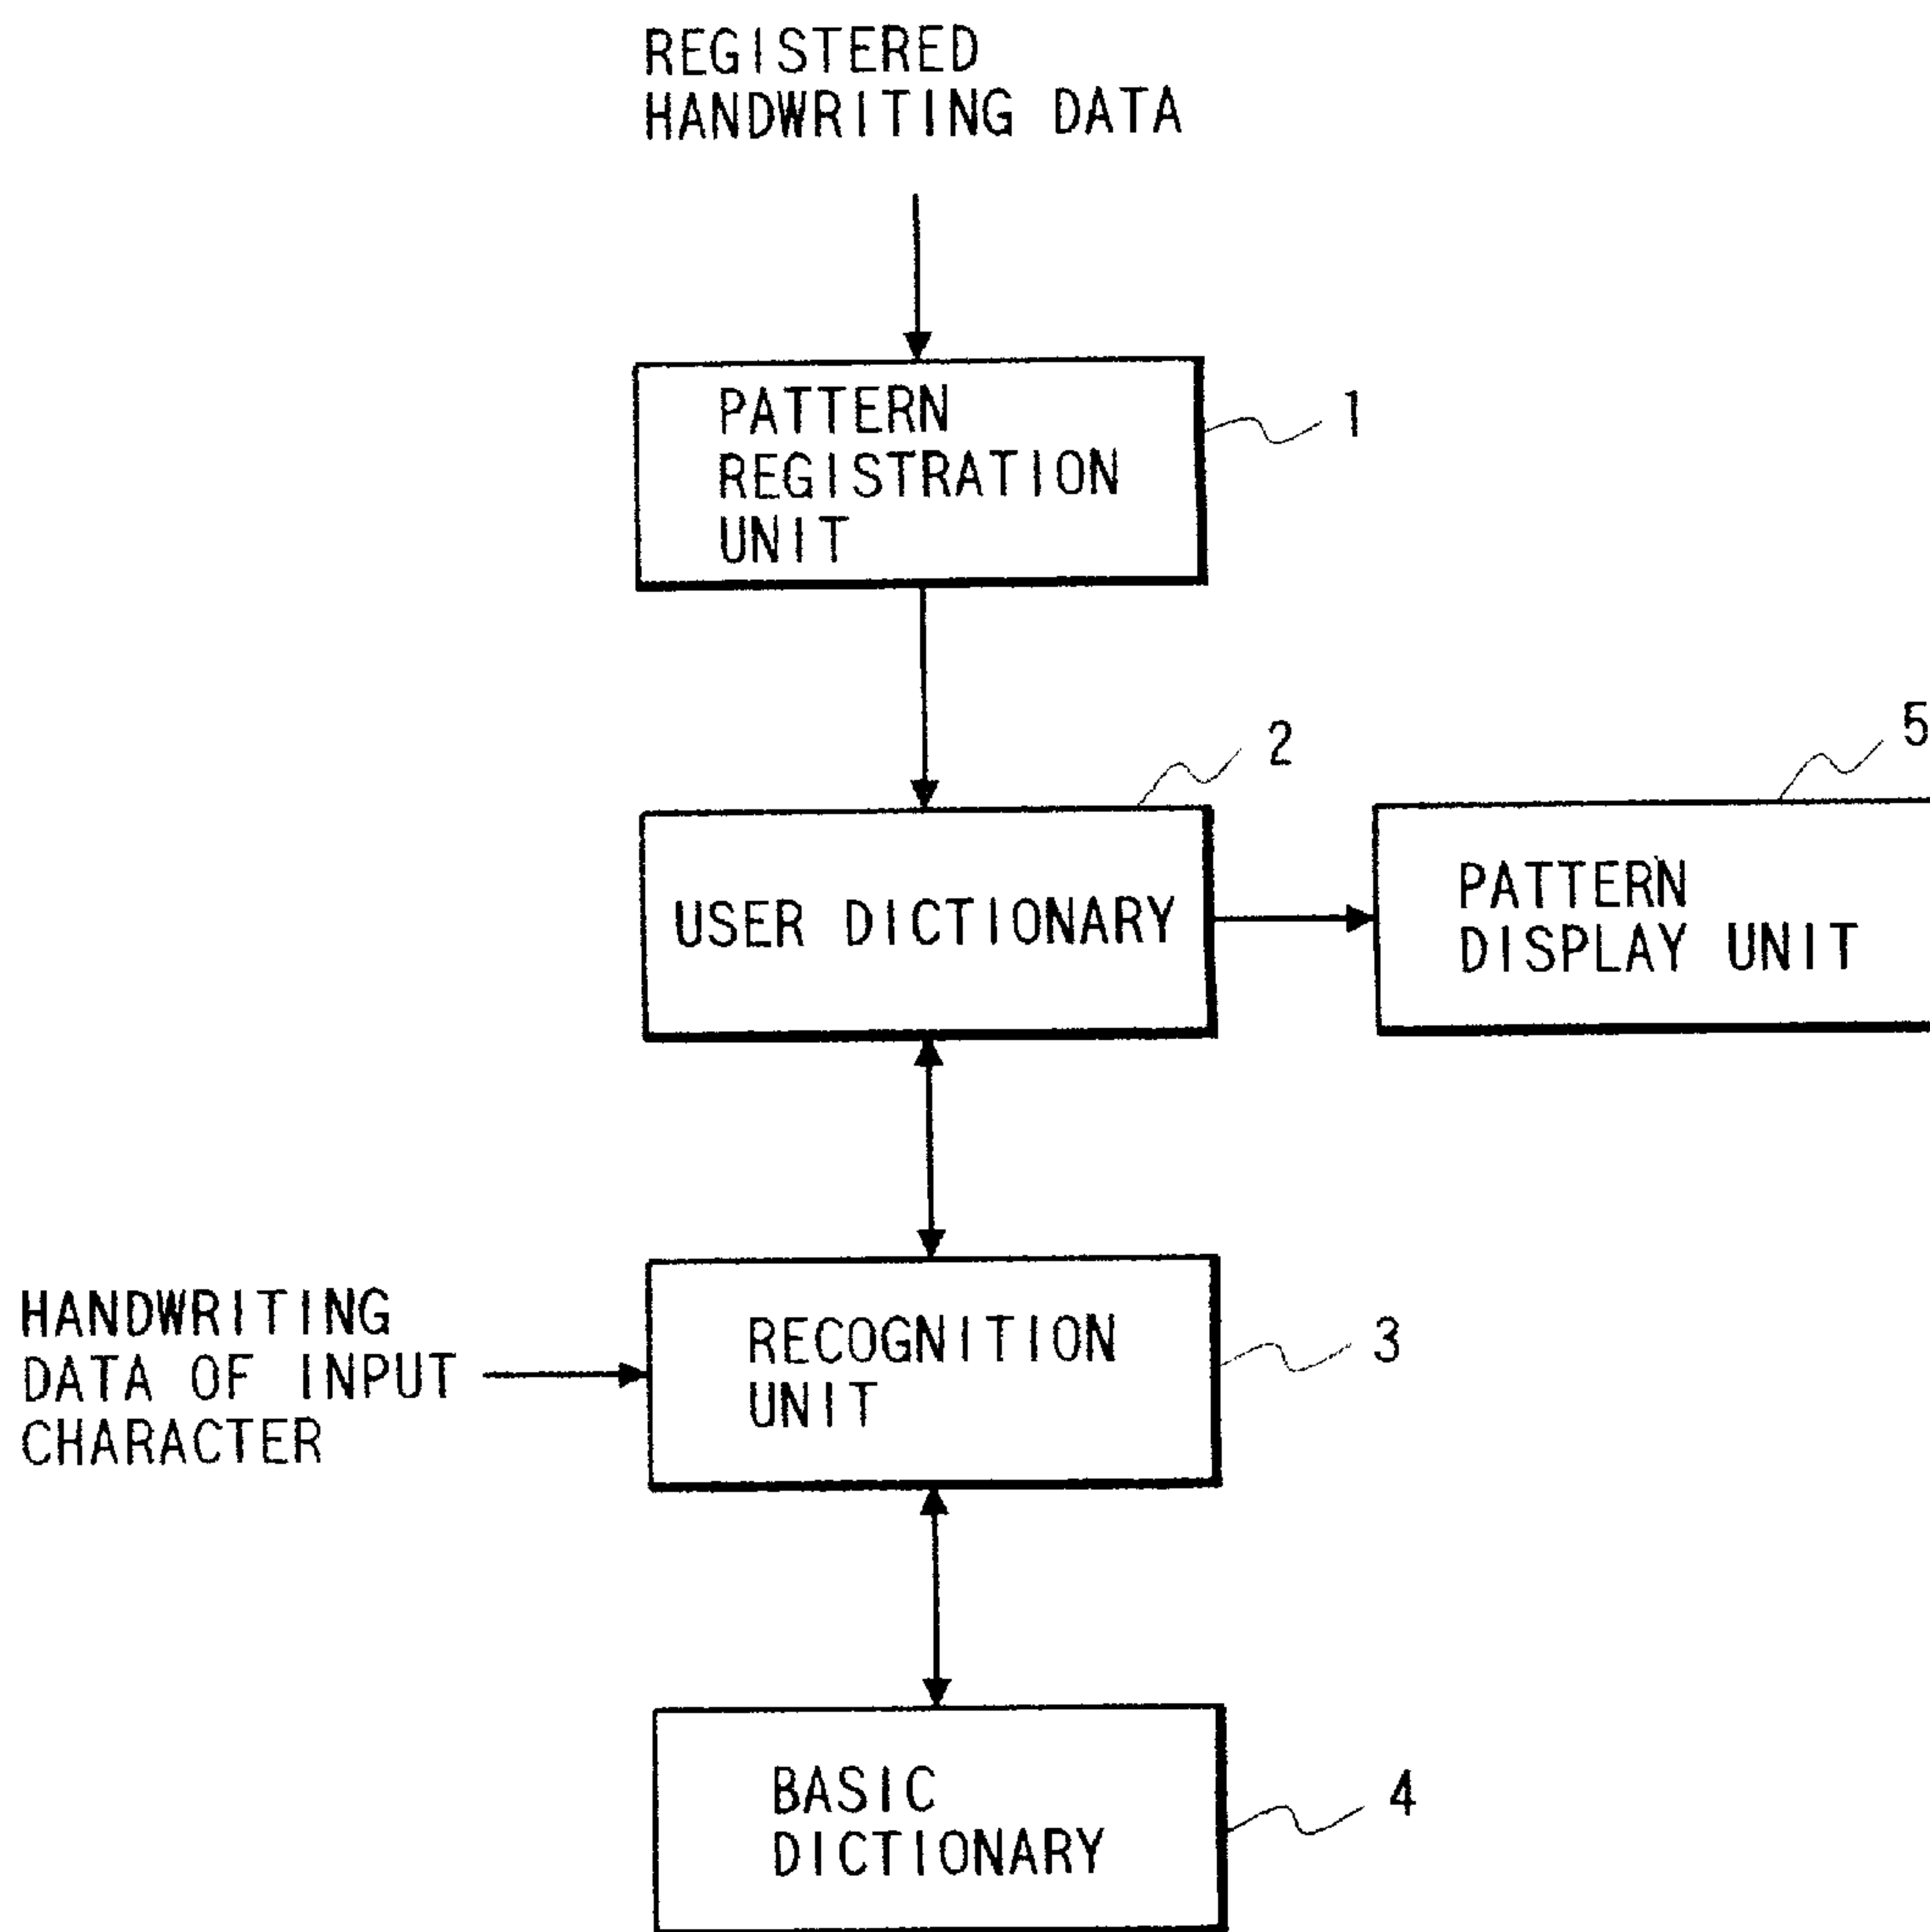 REGISTERED
HANDWRITING DATA
PATTERN
REGISTRATION
UNIT
1
2
5
USER DICTIONARY
PATTERN
DISPLAY UNIT
HANDWRITING
DATA OF INPUT
CHARACTER
RECOGNITION
UNIT
3
BASIC
DICTIONARY
4